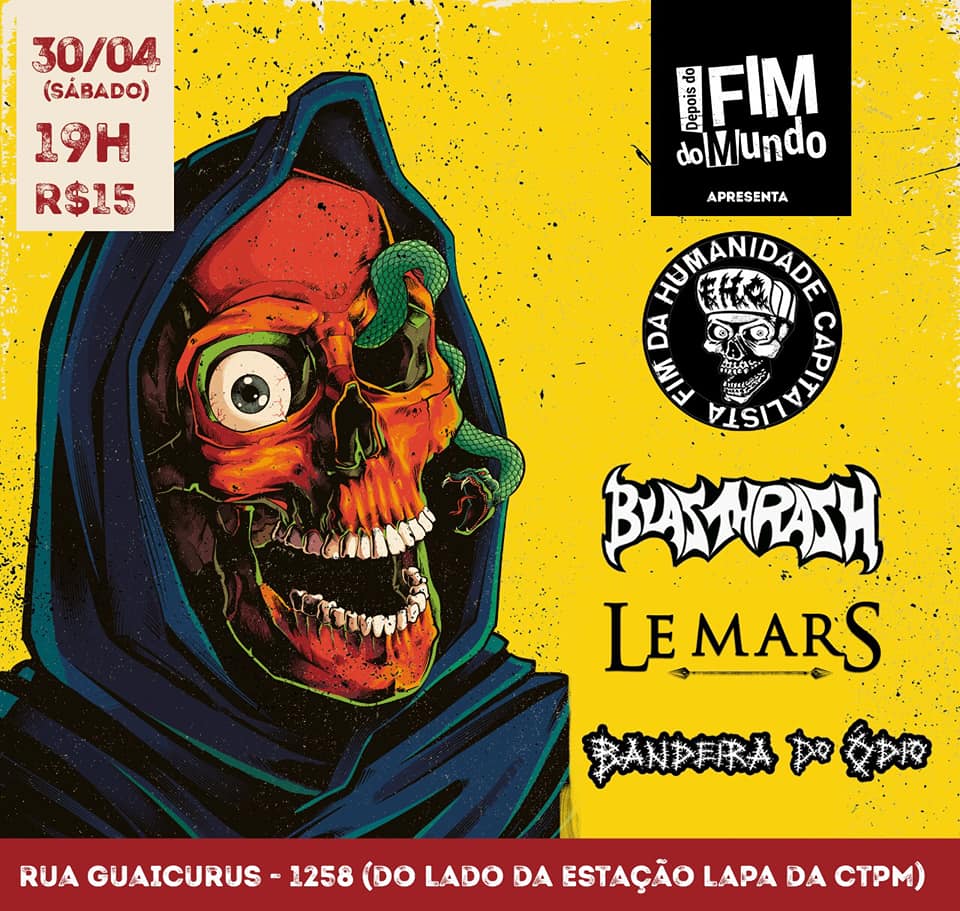 30/04
(SÁBADO)
19H
R$15
Depois do
FIM
do Mundo
APRESENTA
FIM DA HUMANIDADE CAPITALISTA
F.H.C.
BLASTHRASH
LE MARS
BANDEIRA DO ÓDIO
RUA GUAICURUS - 1258 (DO LADO DA ESTAÇÃO LAPA DA CTPM)